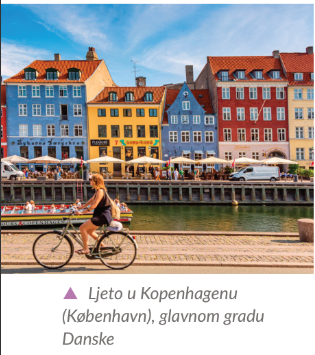 ▲ Ljeto u Kopenhagenu
(København), glavnom gradu
Danske